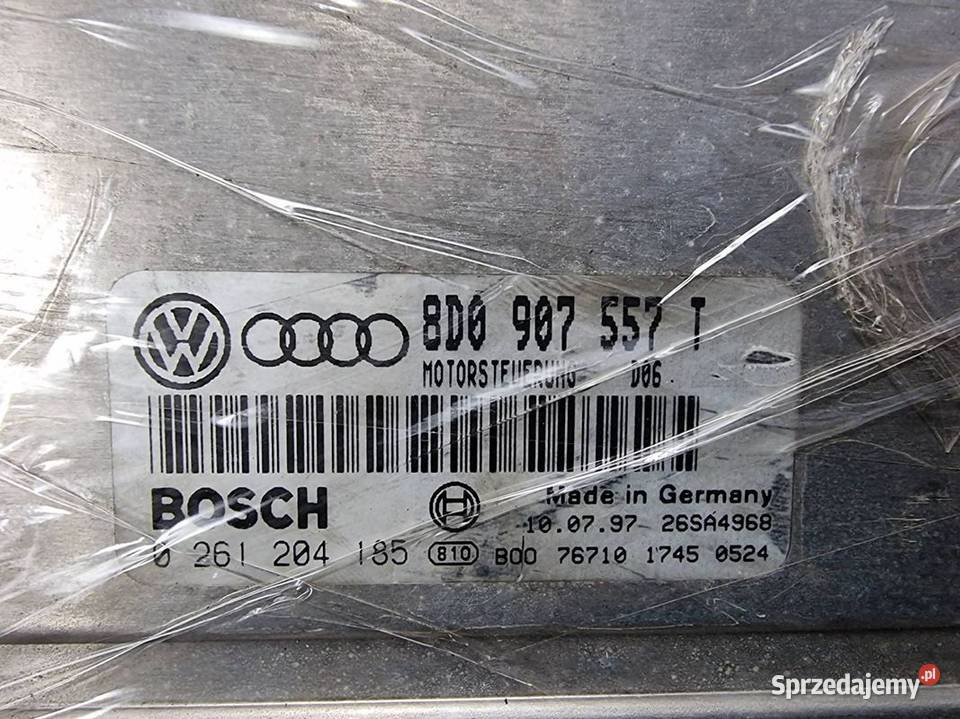 8D0 907 557 T
MOTORSTEUERUNG D06
BOSCH
Made in Germany
10.07.97 26SA4968
0 261 204 185 810 B00 76710 1745 0524
Sprzedajemy.pl